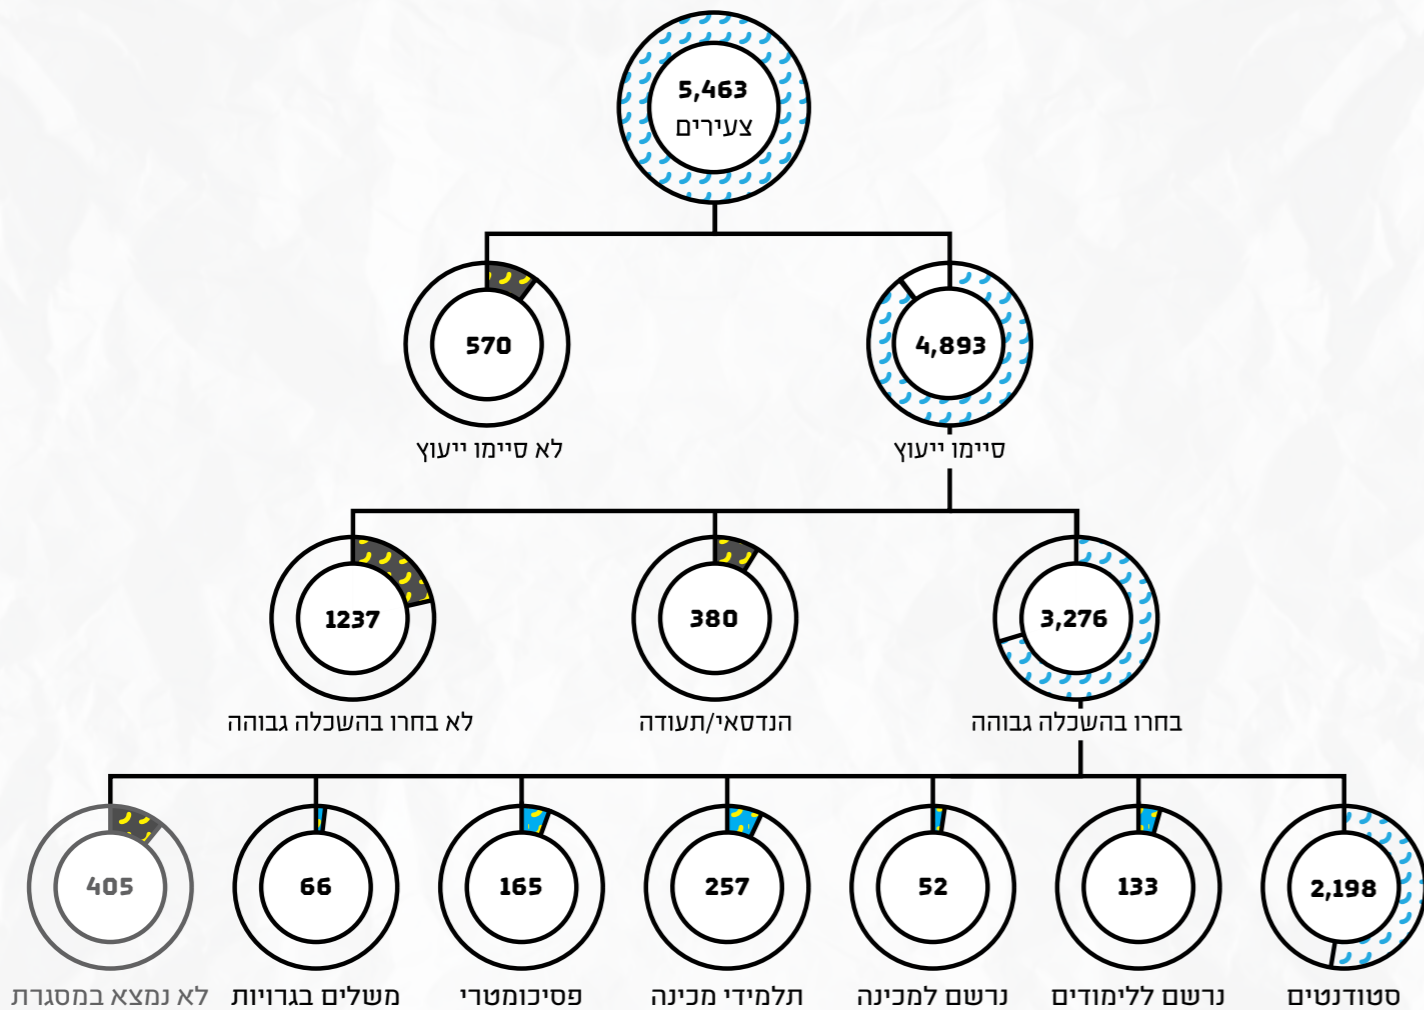 5,463
צעירים
4,893
סיימו ייעוץ
570
לא סיימו ייעוץ
3,276
בחרו בהשכלה גבוהה
380
הנדסאי/תעודה
1237
לא בחרו בהשכלה גבוהה
2,198
סטודנטים
133
נרשם ללימודים
52
נרשם למכינה
257
תלמידי מכינה
165
פסיכומטרי
66
משלים בגרויות
405
לא נמצא במסגרת